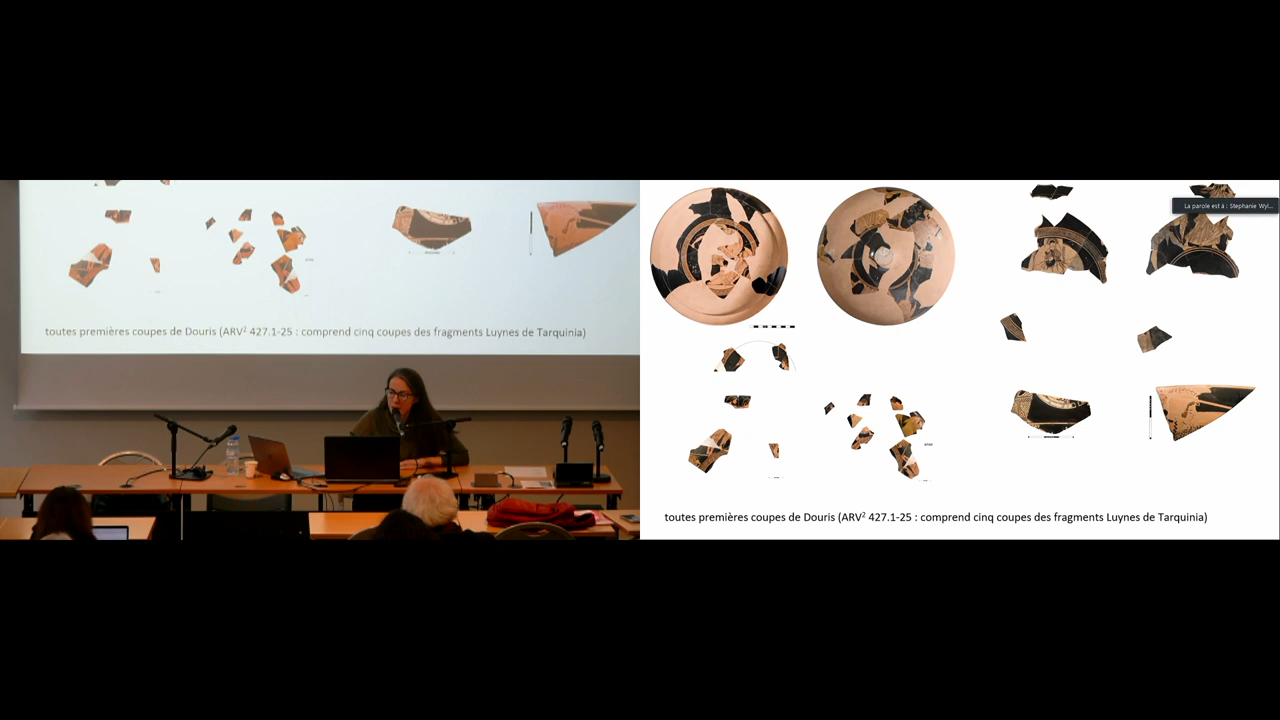 toutes premières coupes de Douris (ARV² 427.1-25 : comprend cinq coupes des fragments Luynes de Tarquinia)
La parole est à : Stephanie Wyl...
toutes premières coupes de Douris (ARV² 427.1-25 : comprend cinq coupes des fragments Luynes de Tarquinia)